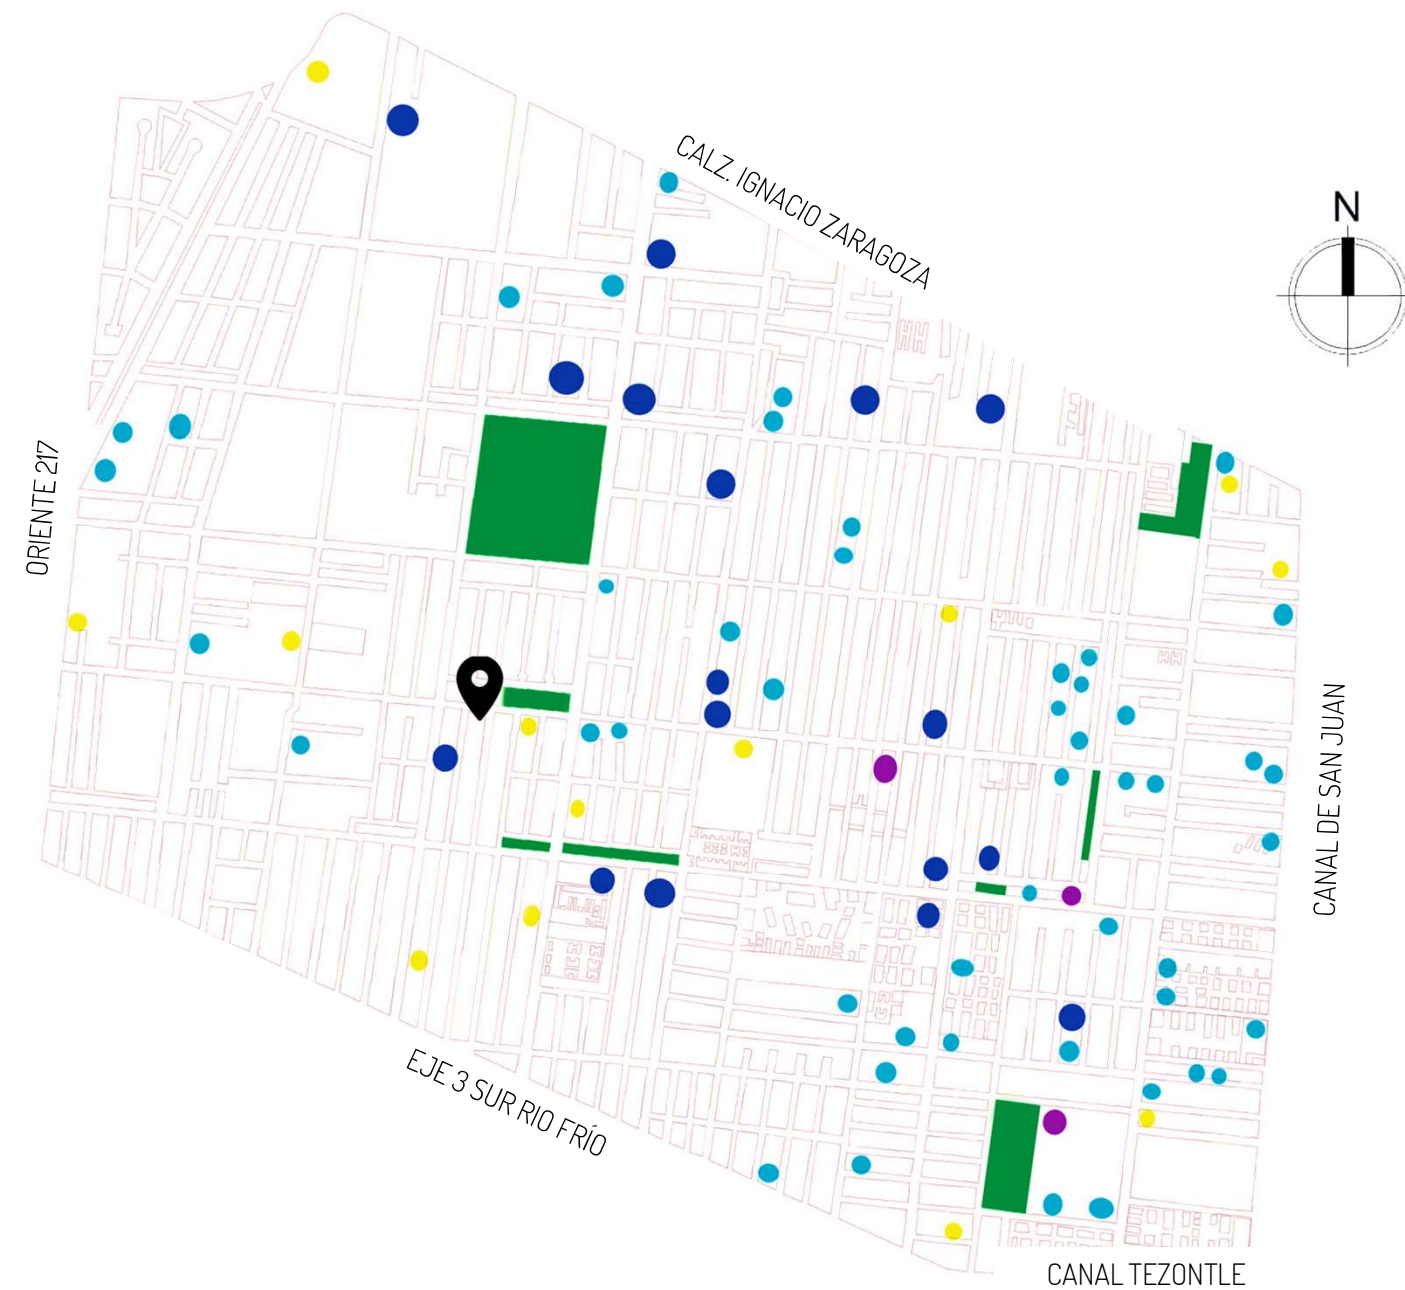 CALZ. IGNACIO ZARAGOZA
N
ORIENTE 217
CANAL DE SAN JUAN
EJE 3 SUR RIO FRÍO
CANAL TEZONTLE